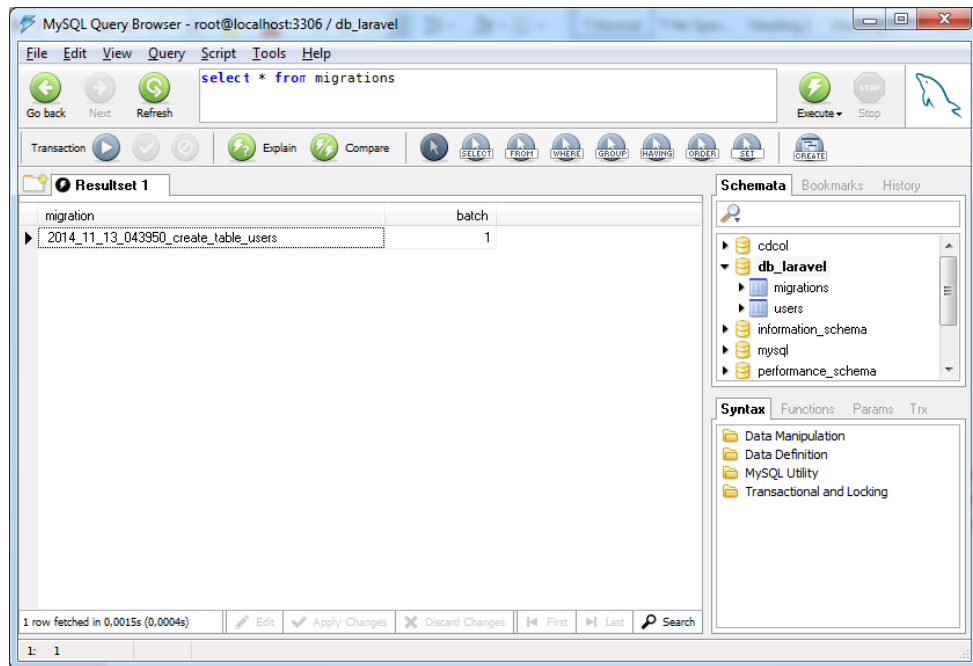 MySQL Query Browser - root@localhost:3306 / db_laravel
File Edit View Query Script Tools Help
select * from migrations
Go back Next Refresh Execute STOP Stop
Transaction Explain Compare SELECT FROM WHERE GROUP HAVING ORDER SET CREATE
Resultset 1
migration batch
2014_11_13_043950_create_table_users 1
Schemata Bookmarks History
cdcol
db_laravel
migrations
users
information_schema
mysql
performance_schema
Syntax Functions Params Trx
Data Manipulation
Data Definition
MySQL Utility
Transactional and Locking
1 row fetched in 0,0015s (0,0004s) Edit Apply Changes Discard Changes First Last Search
1: 1